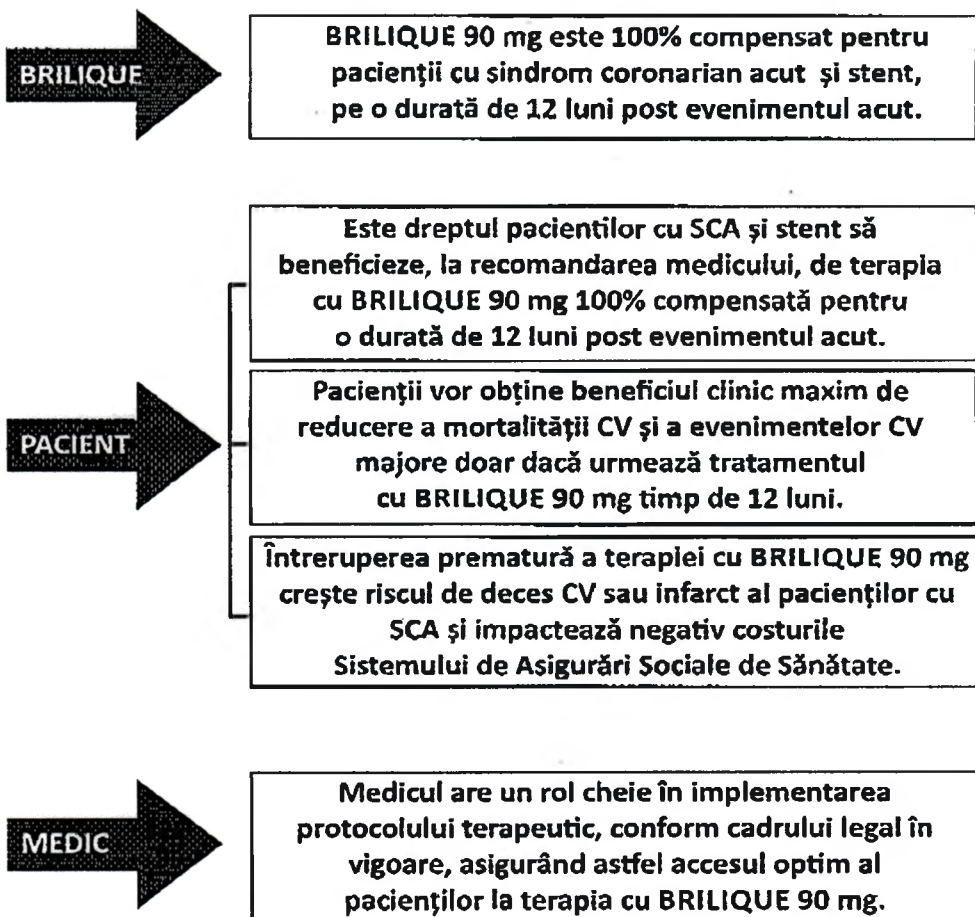 BRILIQUE
BRILIQUE 90 mg este 100% compensat pentru
pacienții cu sindrom coronarian acut și stent,
pe o durată de 12 luni post evenimentul acut.
PACIENT
Este dreptul pacientilor cu SCA și stent să
beneficieze, la recomandarea medicului, de terapia
cu BRILIQUE 90 mg 100% compensată pentru
o durată de 12 luni post evenimentul acut.
Pacienții vor obține beneficiul clinic maxim de
reducere a mortalității CV și a evenimentelor CV
majore doar dacă urmează tratamentul
cu BRILIQUE 90 mg timp de 12 luni.
Întreruperea prematură a terapiei cu BRILIQUE 90 mg
crește riscul de deces CV sau infarct al pacienților cu
SCA și impactează negativ costurile
Sistemului de Asigurări Sociale de Sănătate.
MEDIC
Medicul are un rol cheie în implementarea
protocolului terapeutic, conform cadrului legal în
vigoare, asigurând astfel accesul optim al
pacienților la terapia cu BRILIQUE 90 mg.